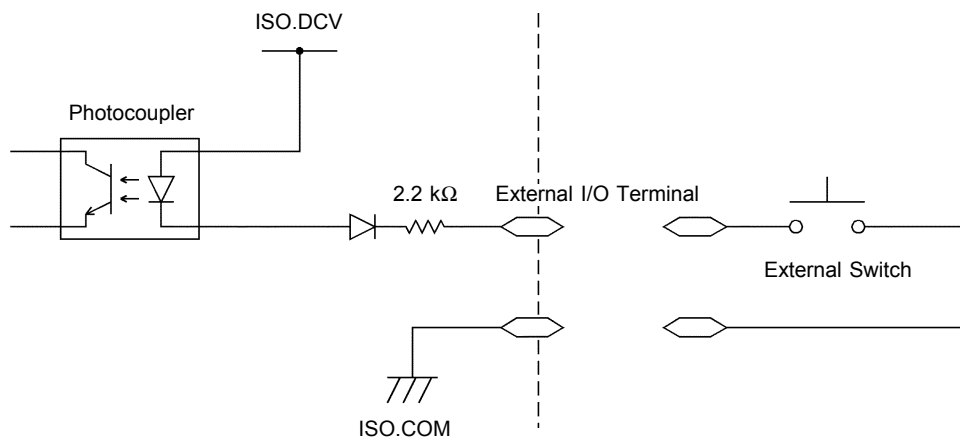 ISO.DCV
Photocoupler
2.2 kΩ
External I/O Terminal
External Switch
ISO.COM